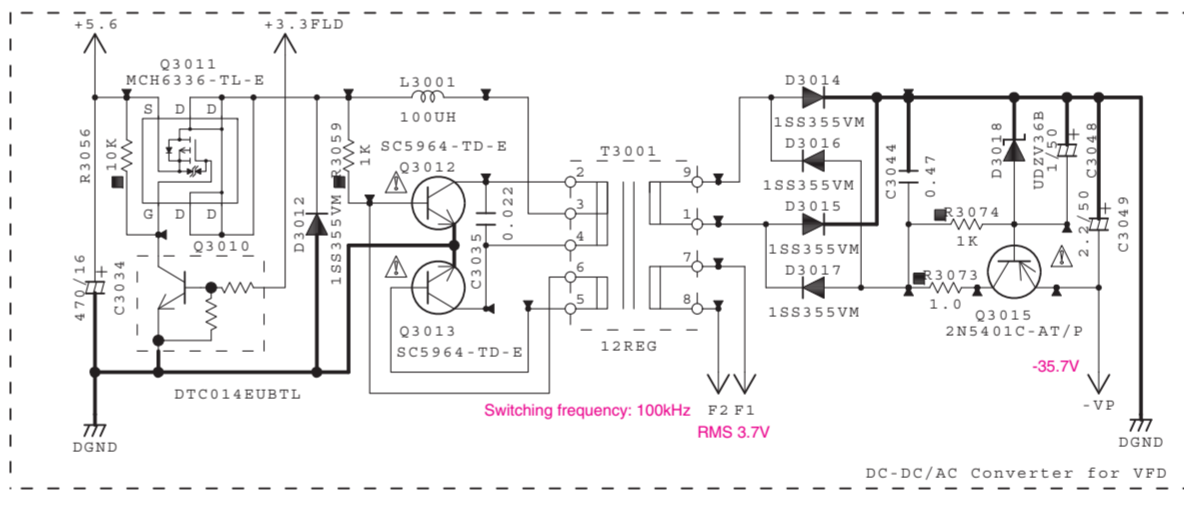 +5.6
+3.3FLD
Q3011
MCH6336-TL-E
S
D
D
G
D
D
R3056
10K
Q3010
470/16
+
C3034
DTC014EUBTL
DGND
D3012
1SS355VM
R3059
1K
L3001
100UH
SC5964-TD-E
Q3012
C3035
0.022
Q3013
SC5964-TD-E
T3001
2
3
4
6
5
9
1
7
8
12REG
Switching frequency: 100kHz
F2
F1
RMS 3.7V
D3014
1SS355VM
D3016
1SS355VM
D3015
1SS355VM
D3017
1SS355VM
C3044
0.47
R3074
1K
R3073
1.0
D3018
UDZV36B
1/50
+
C3048
2.2/50
+
C3049
Q3015
2N5401C-AT/P
-35.7V
-VP
DGND
DC-DC/AC Converter for VFD